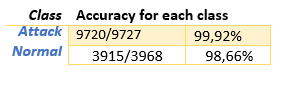 Class Accuracy for each class
Attack 9720/9727 99,92%
Normal 3915/3968 98,66%